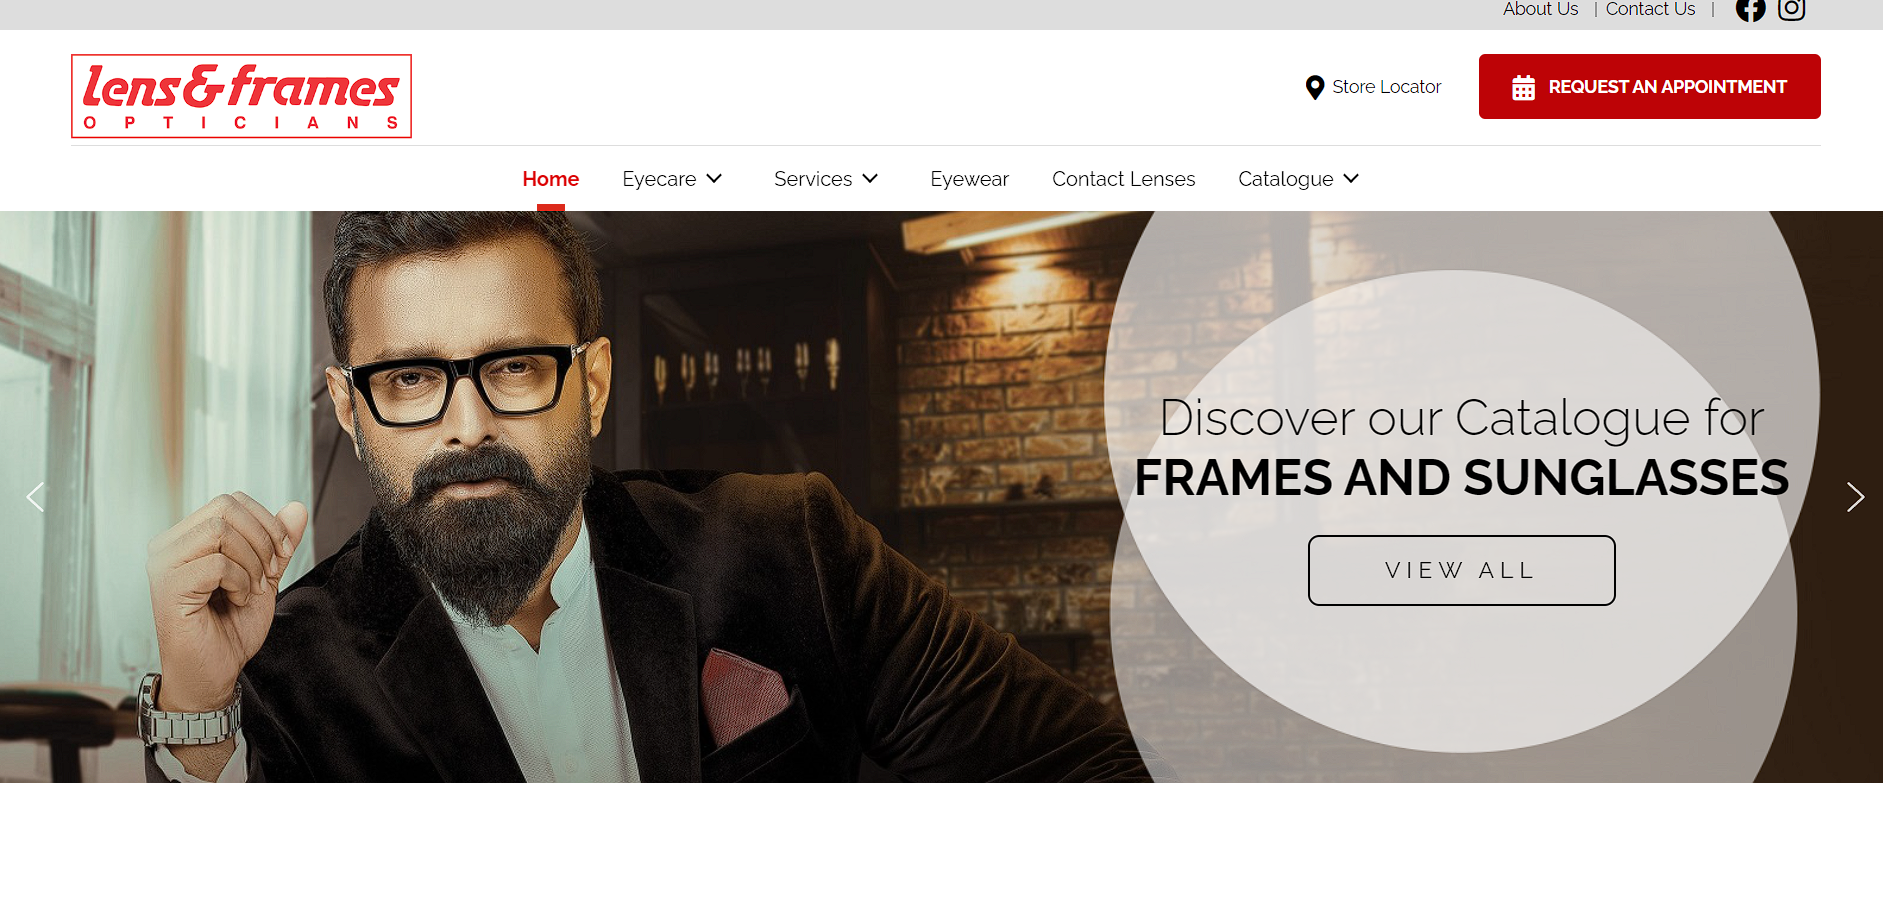 About Us | Contact Us |
lens&frames
OPTICIANS
Store Locator
REQUEST AN APPOINTMENT
Home Eyecare Services Eyewear Contact Lenses Catalogue
Discover our Catalogue for
FRAMES AND SUNGLASSES
VIEW ALL